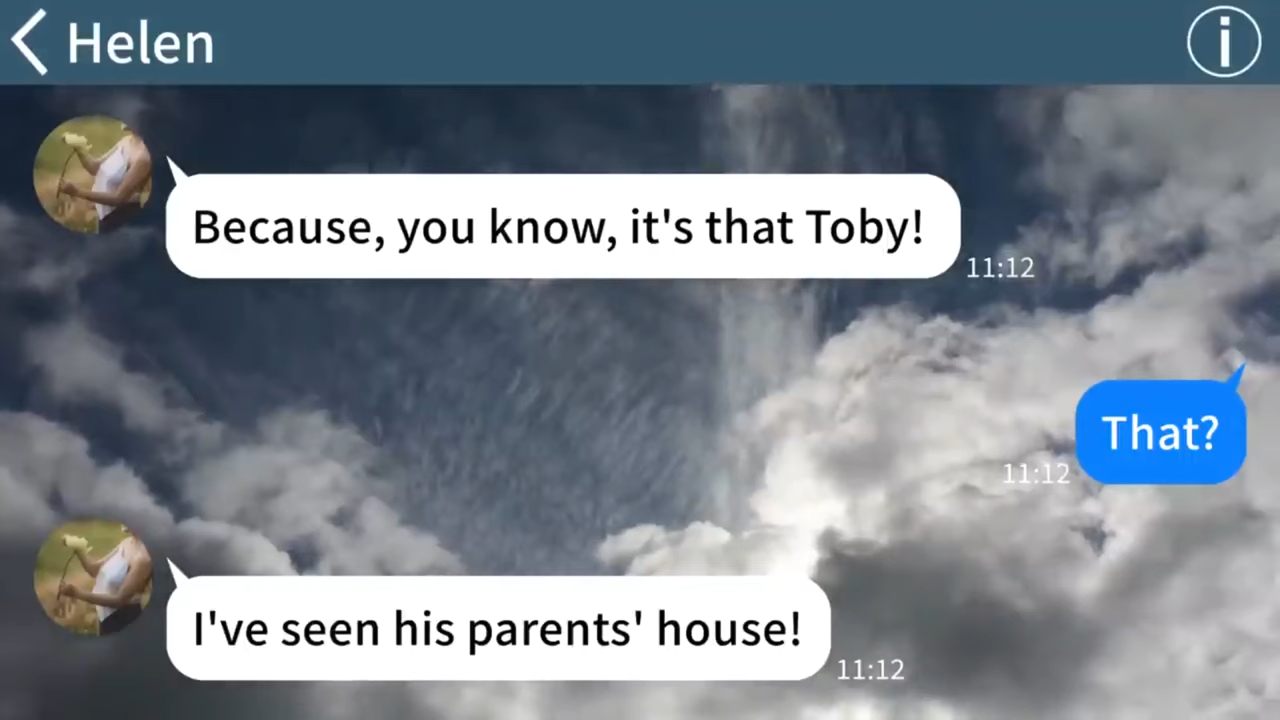 Helen
Because, you know, it's that Toby!
11:12
That?
11:12
I've seen his parents' house!
11:12